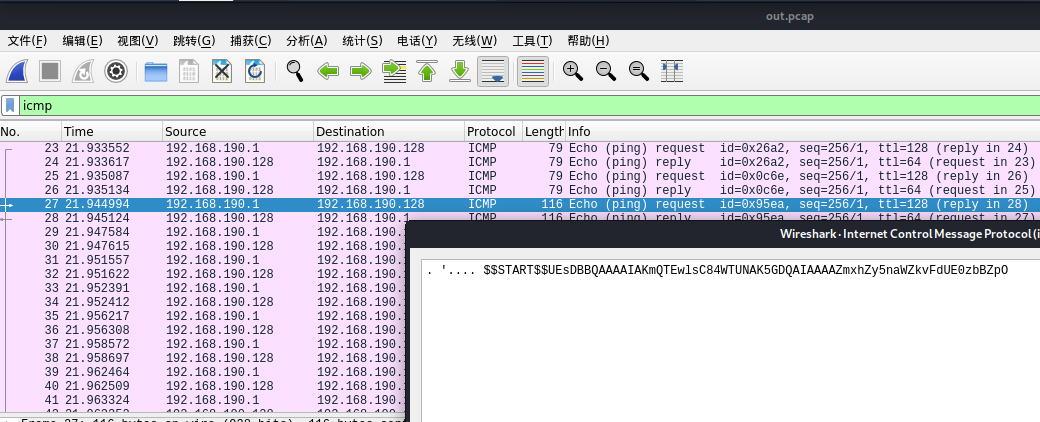 out.pcap
文件(F) 编辑(E) 视图(V) 跳转(G) 捕获(C) 分析(A) 统计(S) 电话(Y) 无线(W) 工具(T) 帮助(H)
icmp
No. Time Source Destination Protocol Length Info
23 21.933552 192.168.190.1 192.168.190.128 ICMP 79 Echo (ping) request id=0x26a2, seq=256/1, ttl=128 (reply in 24)
24 21.933617 192.168.190.128 192.168.190.1 ICMP 79 Echo (ping) reply id=0x26a2, seq=256/1, ttl=64 (request in 23)
25 21.935087 192.168.190.1 192.168.190.128 ICMP 79 Echo (ping) request id=0x0c6e, seq=256/1, ttl=128 (reply in 26)
26 21.935134 192.168.190.128 192.168.190.1 ICMP 79 Echo (ping) reply id=0x0c6e, seq=256/1, ttl=64 (request in 25)
27 21.944994 192.168.190.1 192.168.190.128 ICMP 116 Echo (ping) request id=0x95ea, seq=256/1, ttl=128 (reply in 28)
28 21.945124 192.168.190.128 192.168.190.1 ICMP 116 Echo (ping) reply id=0x95ea, seq=256/1, ttl=64 (request in 27)
29 21.947584 192.168.190.1 192.168.190.
Wireshark · Internet Control Message Protocol (i
30 21.947615 192.168.190.128 192.168.190.
31 21.951557 192.168.190.1 192.168.190.
. '.... $$START$$UEsDBBQAAAAIAKmQTEwlsC84WTUNAK5GDQAIAAAAZmxhZy5naWZkvFdUE0zbBZpO
32 21.951622 192.168.190.128 192.168.190.
33 21.952391 192.168.190.1 192.168.190.
34 21.952412 192.168.190.128 192.168.190.
35 21.956217 192.168.190.1 192.168.190.
36 21.956308 192.168.190.128 192.168.190.
37 21.958572 192.168.190.1 192.168.190.
38 21.958697 192.168.190.128 192.168.190.
39 21.962464 192.168.190.1 192.168.190.
40 21.962509 192.168.190.128 192.168.190.
41 21.963324 192.168.190.1 192.168.190.